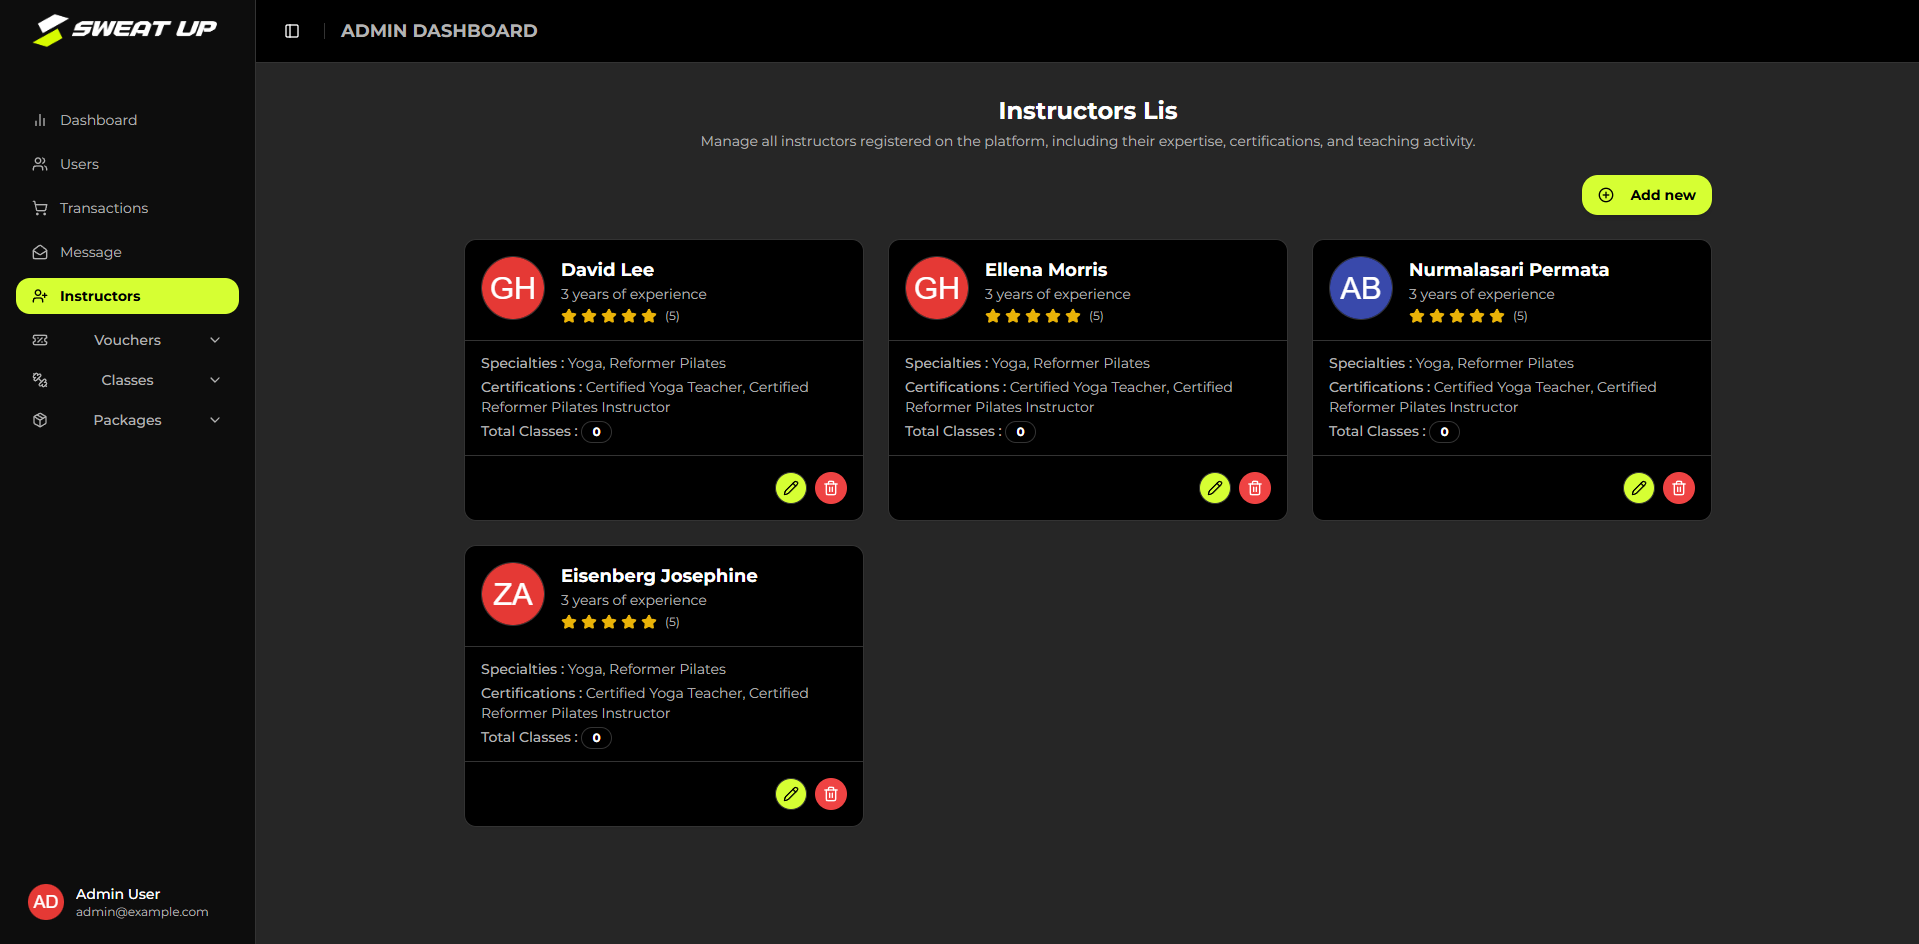 SWEAT UP
ADMIN DASHBOARD
Dashboard
Users
Transactions
Message
Instructors
Vouchers
Classes
Packages
Admin User
admin@example.com
AD
Instructors Lis
Manage all instructors registered on the platform, including their expertise, certifications, and teaching activity.
Add new
GH
David Lee
3 years of experience
(5)
Specialties : Yoga, Reformer Pilates
Certifications : Certified Yoga Teacher, Certified
Reformer Pilates Instructor
Total Classes : 0
GH
Ellena Morris
3 years of experience
(5)
Specialties : Yoga, Reformer Pilates
Certifications : Certified Yoga Teacher, Certified
Reformer Pilates Instructor
Total Classes : 0
AB
Nurmalasari Permata
3 years of experience
(5)
Specialties : Yoga, Reformer Pilates
Certifications : Certified Yoga Teacher, Certified
Reformer Pilates Instructor
Total Classes : 0
ZA
Eisenberg Josephine
3 years of experience
(5)
Specialties : Yoga, Reformer Pilates
Certifications : Certified Yoga Teacher, Certified
Reformer Pilates Instructor
Total Classes : 0